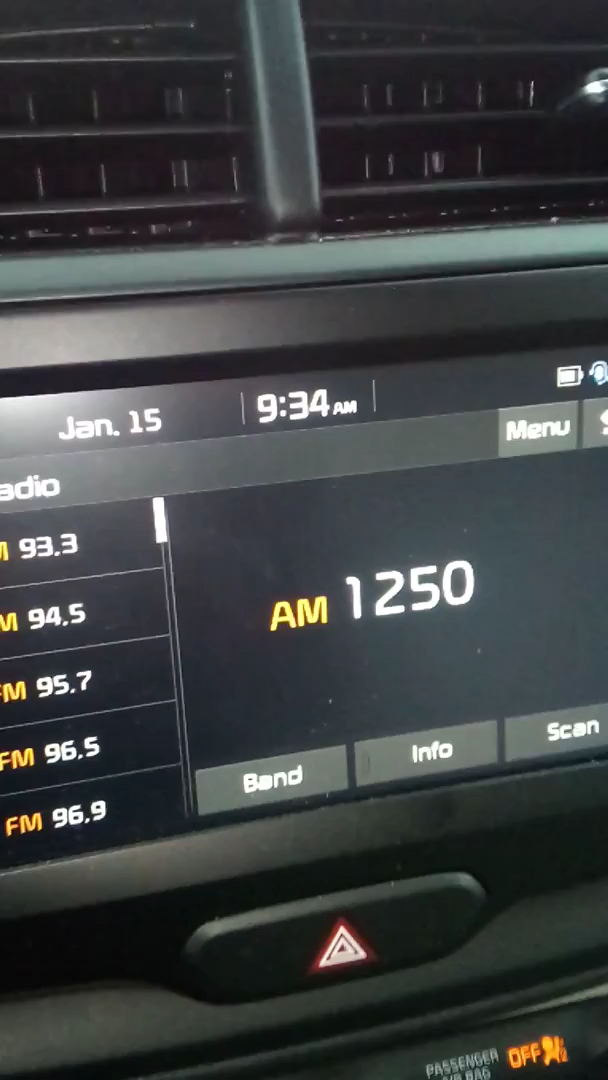 Jan. 15
9:34 AM
Menu
adio
M 93.3
M 94.5
FM 95.7
FM 96.5
FM 96.9
AM 1250
Band
Info
Scan
PASSENGER
AIR BAG
OFF